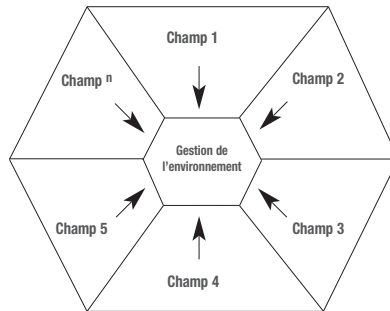 Champ 1
Champ n
Champ 2
Gestion de
l'environnement
Champ 5
Champ 3
Champ 4